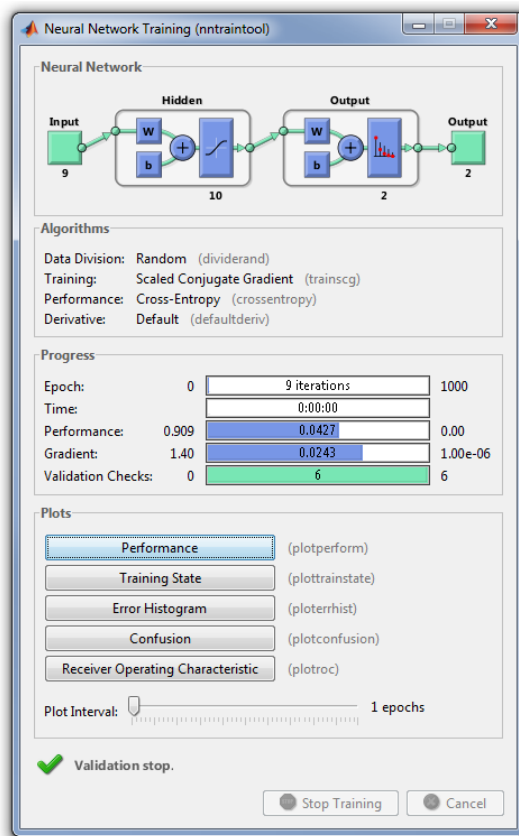 Neural Network Training (nntraintool)
Neural Network
Hidden
Output
Input
Output
W
b
+
W
b
+
9
10
2
2
Algorithms
Data Division: Random (dividerand)
Training: Scaled Conjugate Gradient (trainscg)
Performance: Cross-Entropy (crossentropy)
Derivative: Default (defaultderiv)
Progress
Epoch: 0 9 iterations 1000
Time: 0:00:00
Performance: 0.909 0.0427 0.00
Gradient: 1.40 0.0243 1.00e-06
Validation Checks: 0 6 6
Plots
Performance (plotperform)
Training State (plottrainstate)
Error Histogram (ploterrhist)
Confusion (plotconfusion)
Receiver Operating Characteristic (plotroc)
Plot Interval: 1 epochs
Validation stop.
Stop Training Cancel